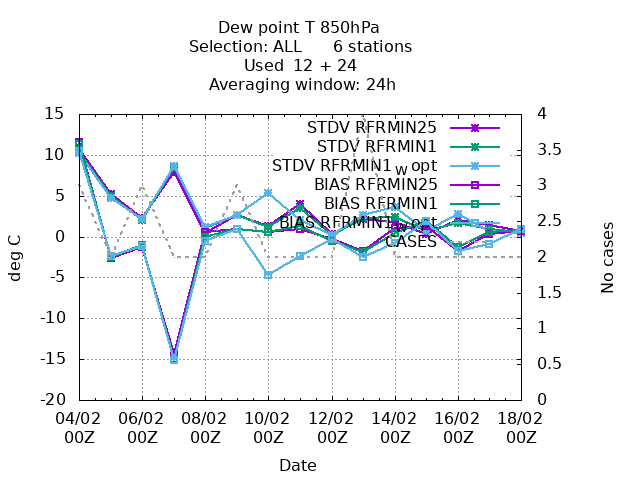 Dew point T 850hPa
Selection: ALL 6 stations
Used 12 + 24
Averaging window: 24h
15
10
5
0
-5
-10
-15
-20
deg C
4
3.5
3
2.5
2
1.5
1
0.5
0
No cases
STDV RFRMIN25
STDV RFRMIN1
STDV RFRMIN1_w opt
BIAS RFRMIN25
BIAS RFRMIN1
BIAS RFRMIN1_w opt
CASES
04/02 06/02 08/02 10/02 12/02 14/02 16/02 18/02
00Z 00Z 00Z 00Z 00Z 00Z 00Z 00Z
Date